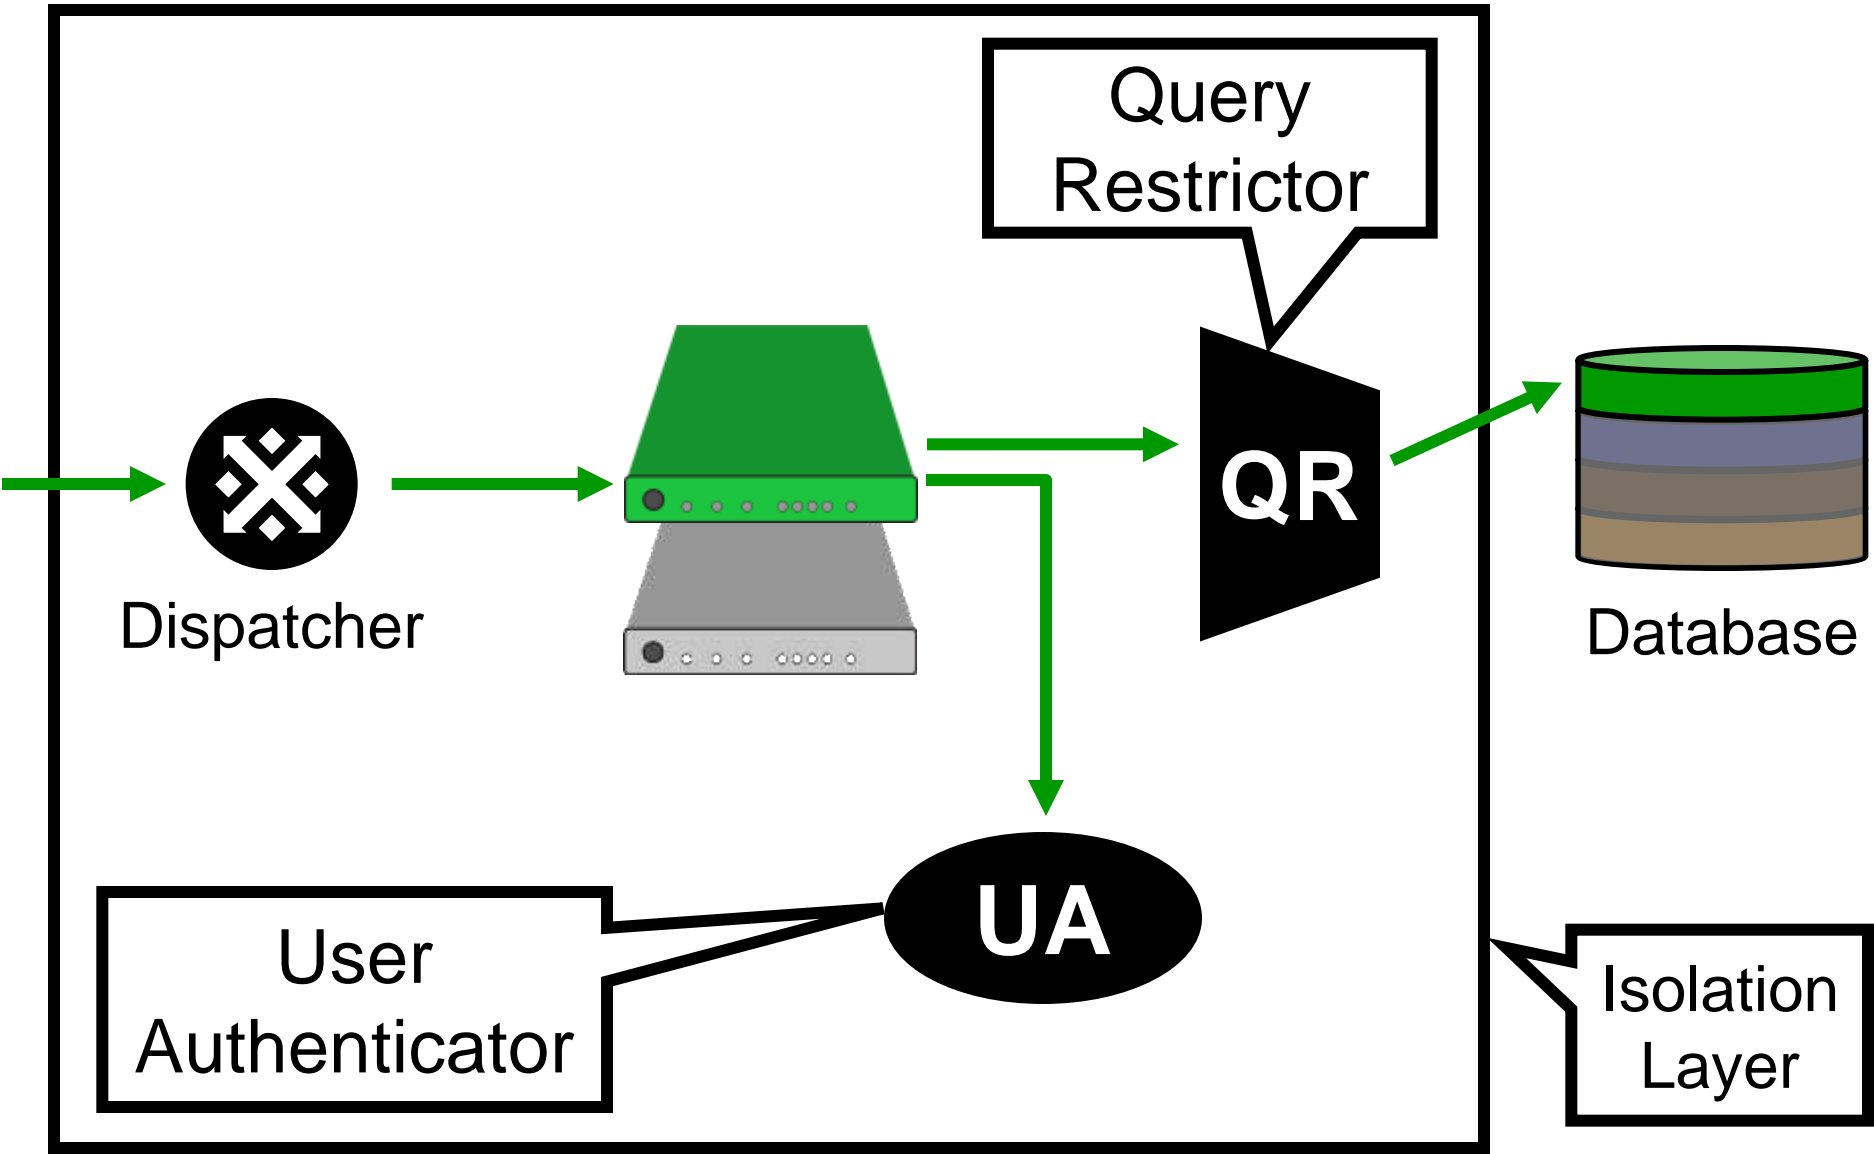 Query
Restrictor
QR
Dispatcher
Database
UA
User
Authenticator
Isolation
Layer